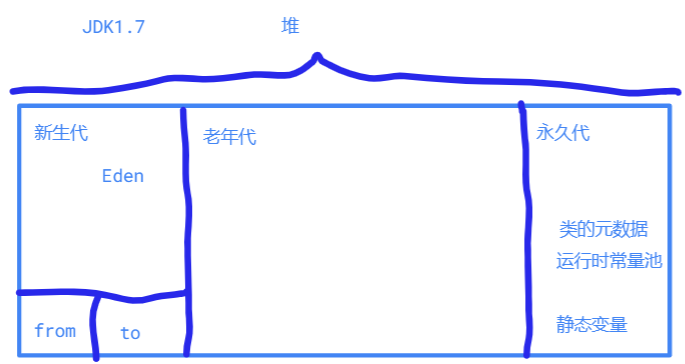 JDK1.7 堆
新生代
老年代
永久代
Eden
类的元数据
运行时常量池
静态变量
from
to